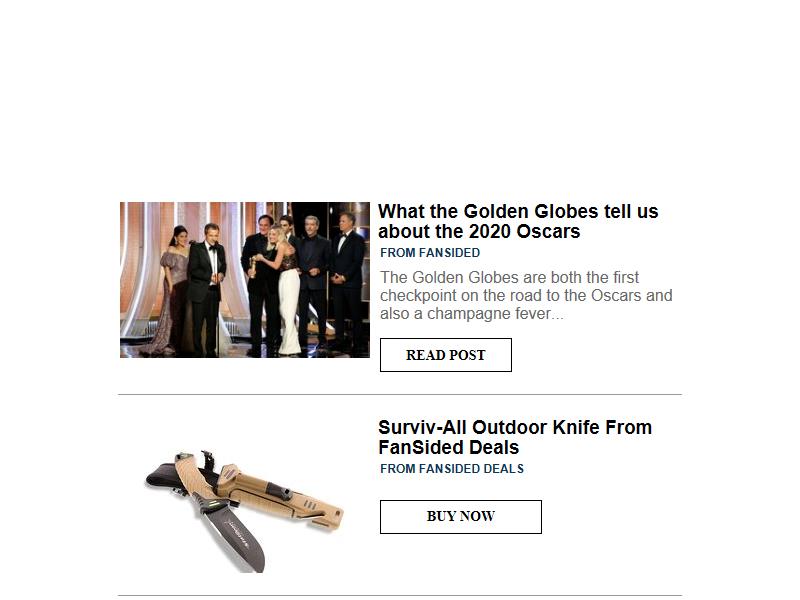 What the Golden Globes tell us
about the 2020 Oscars
FROM FANSIDED
The Golden Globes are both the first
checkpoint on the road to the Oscars and
also a champagne fever...
READ POST
Surviv-All Outdoor Knife From
FanSided Deals
FROM FANSIDED DEALS
BUY NOW